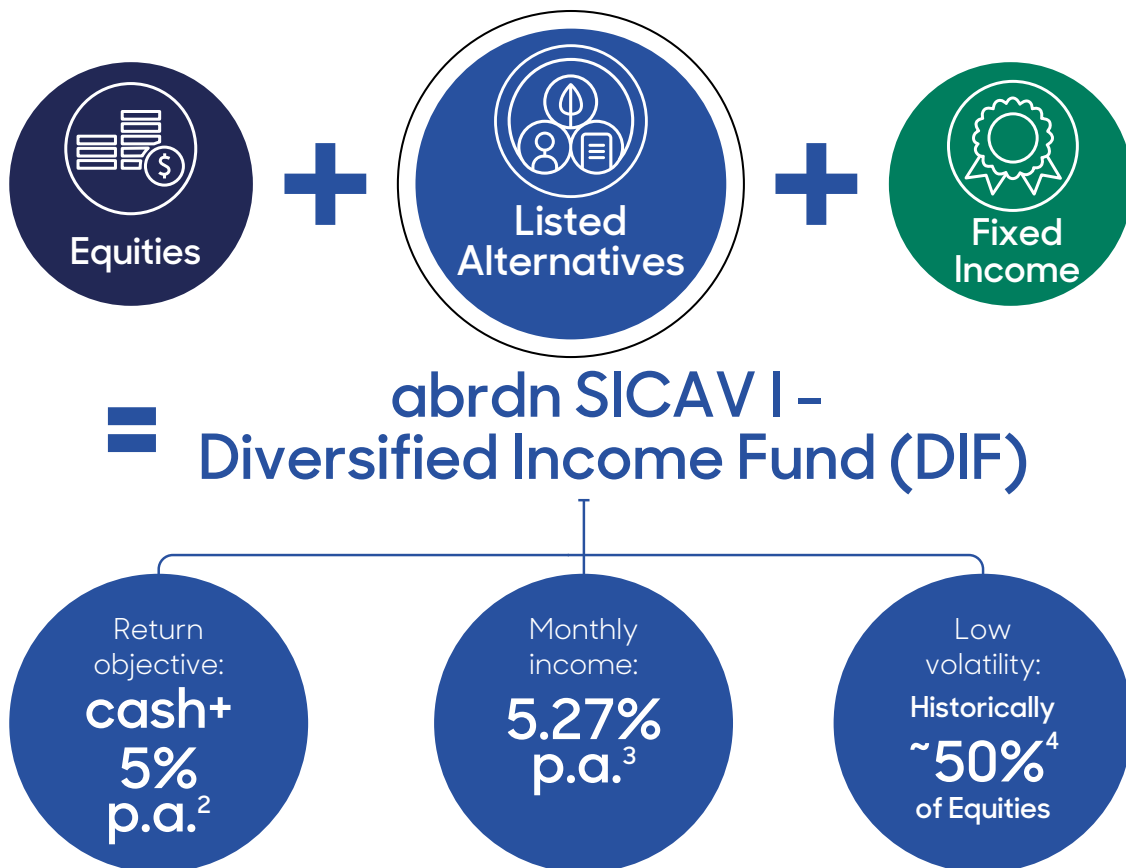 $
Equities
+
Listed
Alternatives
+
Fixed
Income
=
abrdn SICAV I –
Diversified Income Fund (DIF)
Return
objective:
cash+
5%
p.a.²
Monthly
income:
5.27%
p.a.³
Low
volatility:
Historically
~50%⁴
of Equities